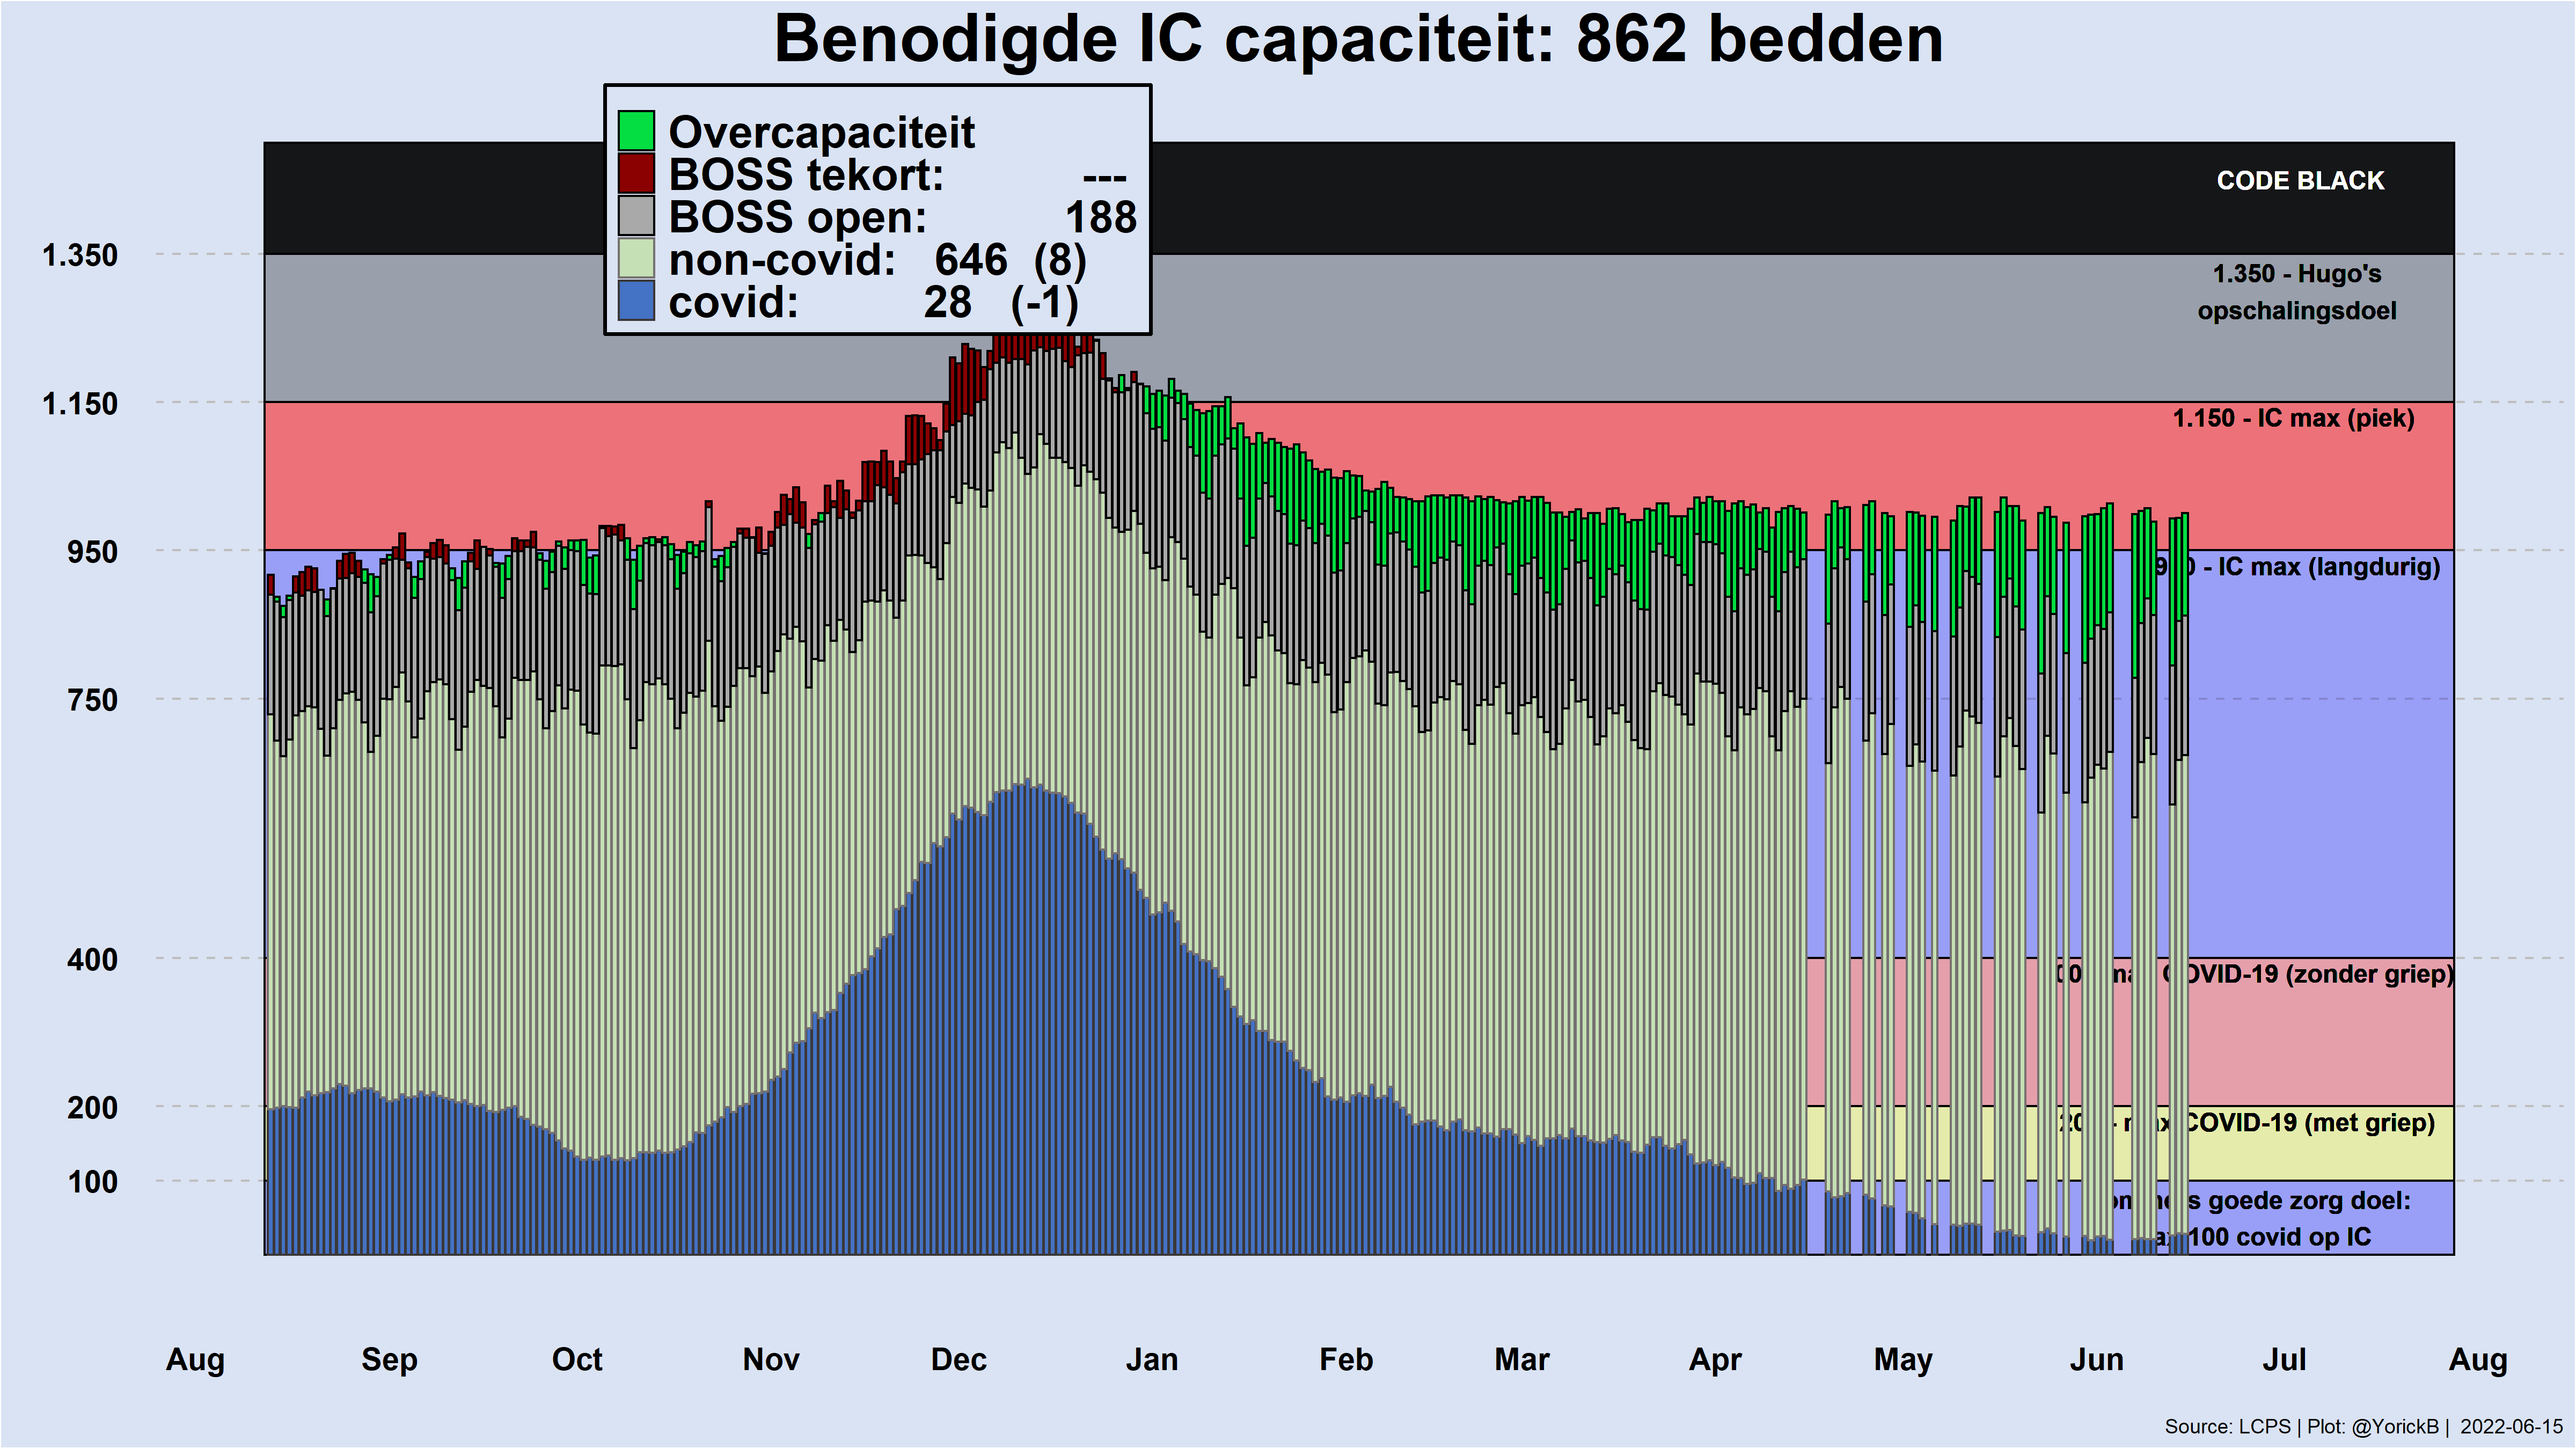 Benodigde IC capaciteit: 862 bedden
Overcapaciteit
BOSS tekort: ---
BOSS open: 188
non-covid: 646 (8)
covid: 28 (-1)
CODE BLACK
1.350
1.350 - Hugo's
opschalingsdoel
1.150
1.150 - IC max (piek)
950
- IC max (langdurig)
750
400
COVID-19 (zonder griep)
200
COVID-19 (met griep)
100
goede zorg doel:
100 covid op IC
Aug Sep Oct Nov Dec Jan Feb Mar Apr May Jun Jul Aug
Source: LCPS | Plot: @YorickB | 2022-06-15